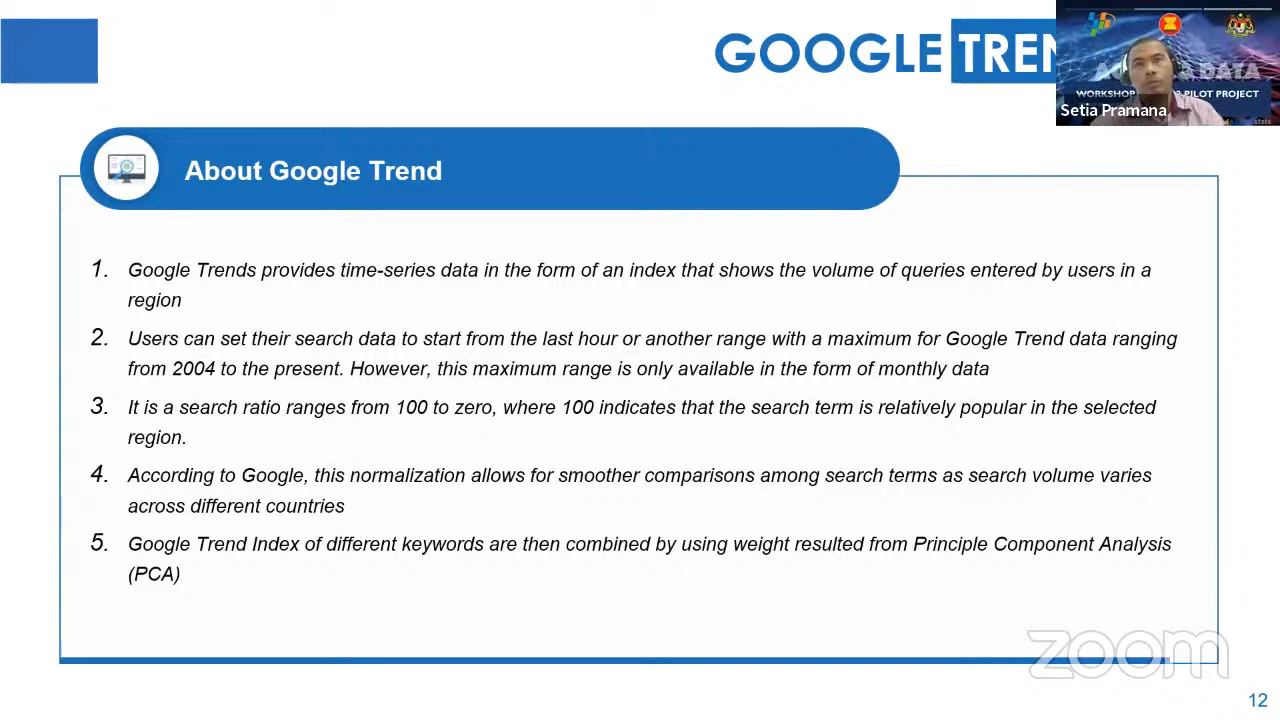 GOOGLE TREN
DATA
WORKSHOP
PILOT PROJECT
Setia Pramana
stats
About Google Trend
1. Google Trends provides time-series data in the form of an index that shows the volume of queries entered by users in a
region
2. Users can set their search data to start from the last hour or another range with a maximum for Google Trend data ranging
from 2004 to the present. However, this maximum range is only available in the form of monthly data
3. It is a search ratio ranges from 100 to zero, where 100 indicates that the search term is relatively popular in the selected
region.
4. According to Google, this normalization allows for smoother comparisons among search terms as search volume varies
across different countries
5. Google Trend Index of different keywords are then combined by using weight resulted from Principle Component Analysis
(PCA)
zoom
12